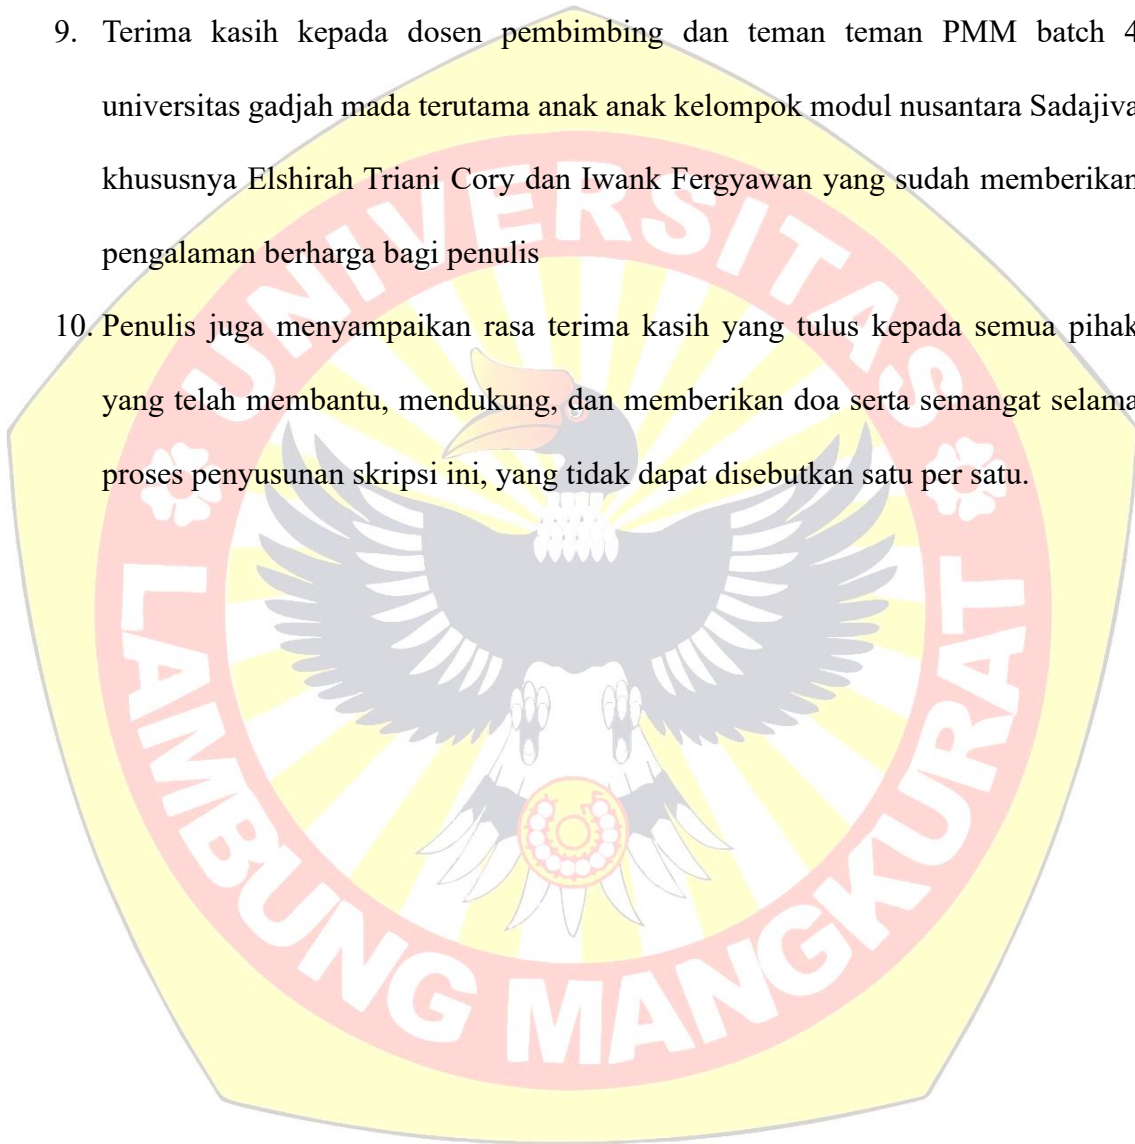 9. Terima kasih kepada dosen pembimbing dan teman teman PMM batch 4
universitas gadjah mada terutama anak anak kelompok modul nusantara Sadajiva
khususnya Elshirah Triani Cory dan Iwank Fergyawan yang sudah memberikan
pengalaman berharga bagi penulis
10. Penulis juga menyampaikan rasa terima kasih yang tulus kepada semua pihak
yang telah membantu, mendukung, dan memberikan doa serta semangat selama
proses penyusunan skripsi ini, yang tidak dapat disebutkan satu per satu.
UNIVERSITAS
LAMBUNG MANGKURAT